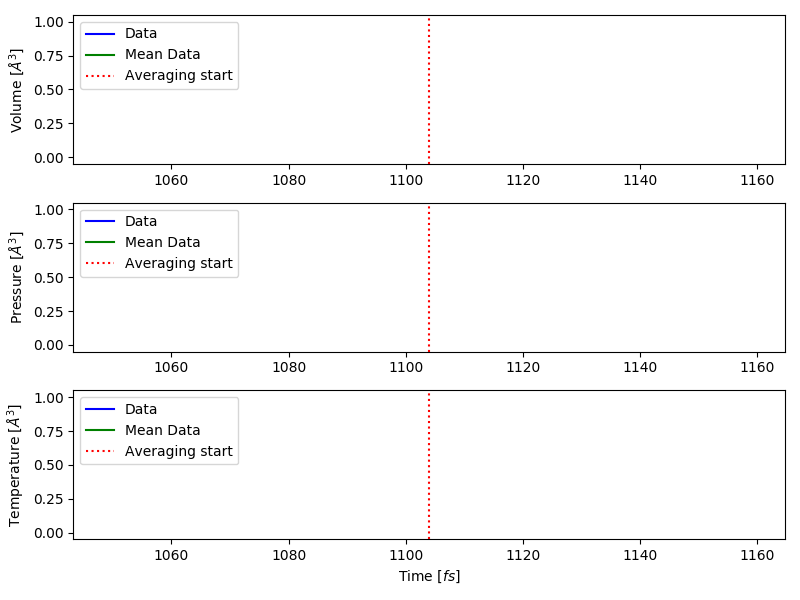 Volume [Å³]
1.00
0.75
0.50
0.25
0.00
Data
Mean Data
Averaging start
1060 1080 1100 1120 1140 1160
Pressure [Å³]
1.00
0.75
0.50
0.25
0.00
Data
Mean Data
Averaging start
1060 1080 1100 1120 1140 1160
Temperature [Å³]
1.00
0.75
0.50
0.25
0.00
Data
Mean Data
Averaging start
1060 1080 1100 1120 1140 1160
Time [fs]